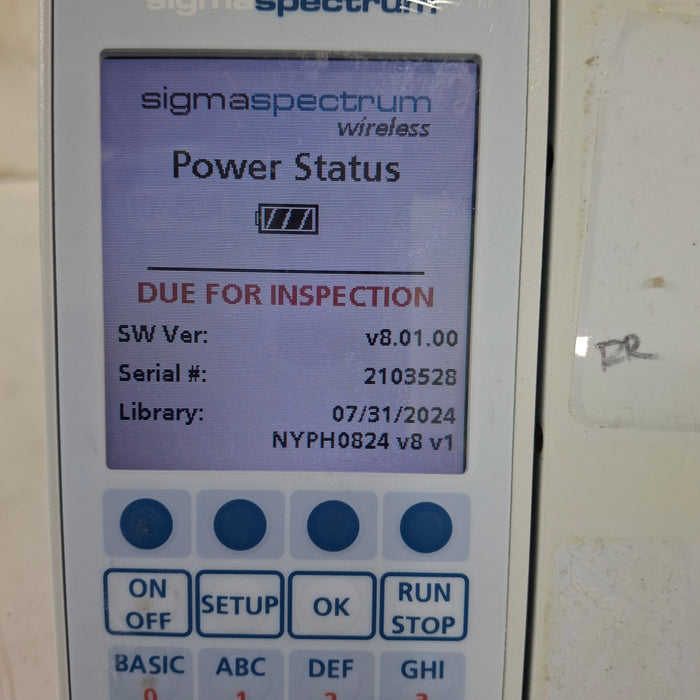 sigmaspectrum
sigmaspectrum
wireless
Power Status
DUE FOR INSPECTION
SW Ver: v8.01.00
Serial #: 2103528
Library: 07/31/2024
NYPH0824 v8 v1
ER
ON OFF SETUP OK RUN STOP
BASIC ABC DEF GHI
0 1 2 3